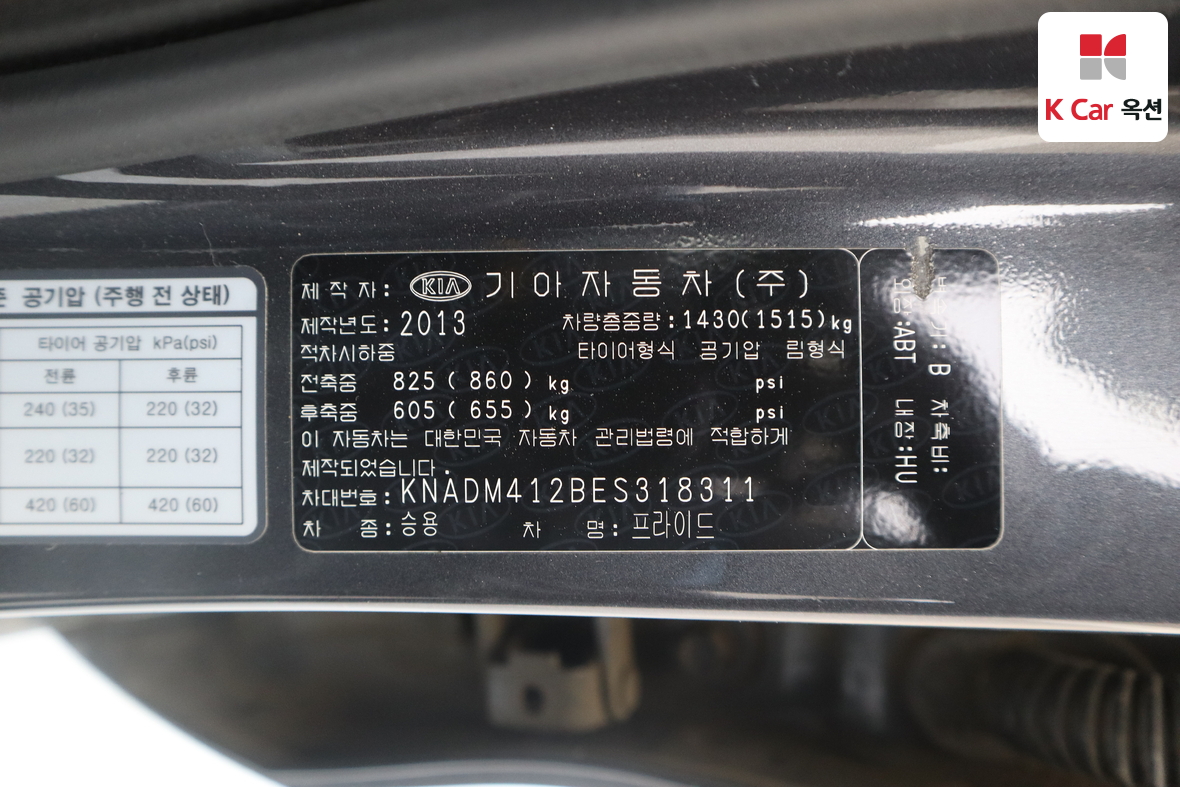 K Car 옥션
공기압 (주행 전 상태)
타이어 공기압 kPa(psi)
전륜 후륜
240 (35) 220 (32)
220 (32) 220 (32)
420 (60) 420 (60)
제작자: KIA 기아자동차(주)
제작년도: 2013 차량총중량: 1430(1515)kg
적차시하중 타이어형식 공기압 림형식
전축중 825 ( 860 ) kg psi
후축중 605 ( 655 ) kg psi
이 자동차는 대한민국 자동차 관리법령에 적합하게
제작되었습니다.
차대번호: KNADM412BES318311
차 종: 승용 차 명: 프라이드
B 차축비:
:ABT 내장:HU